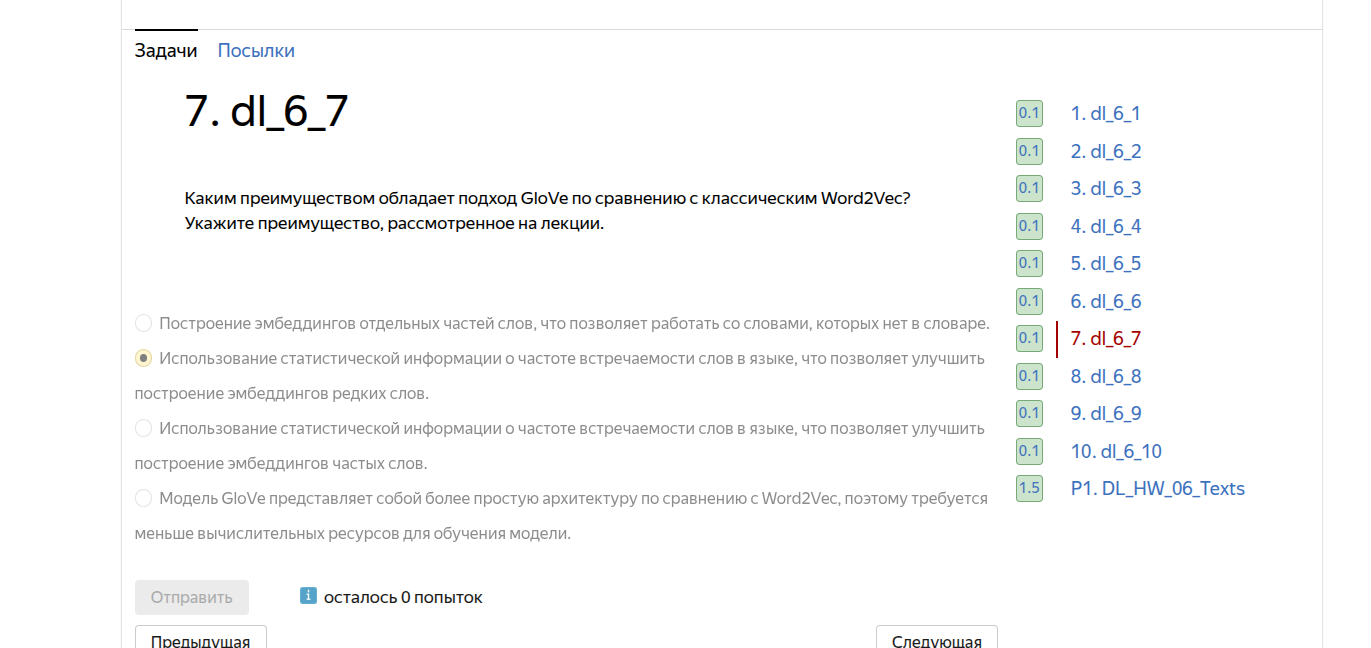 Задачи Посылки
7. dl_6_7
Каким преимуществом обладает подход GloVe по сравнению с классическим Word2Vec?
Укажите преимущество, рассмотренное на лекции.
Построение эмбеддингов отдельных частей слов, что позволяет работать со словами, которых нет в словаре.
Использование статистической информации о частоте встречаемости слов в языке, что позволяет улучшить
построение эмбеддингов редких слов.
Использование статистической информации о частоте встречаемости слов в языке, что позволяет улучшить
построение эмбеддингов частых слов.
Модель GloVe представляет собой более простую архитектуру по сравнению с Word2Vec, поэтому требуется
меньше вычислительных ресурсов для обучения модели.
Отправить i осталось 0 попыток
Предыдущая Следующая
0.1 1. dl_6_1
0.1 2. dl_6_2
0.1 3. dl_6_3
0.1 4. dl_6_4
0.1 5. dl_6_5
0.1 6. dl_6_6
0.1 7. dl_6_7
0.1 8. dl_6_8
0.1 9. dl_6_9
0.1 10. dl_6_10
1.5 P1. DL_HW_06_Texts